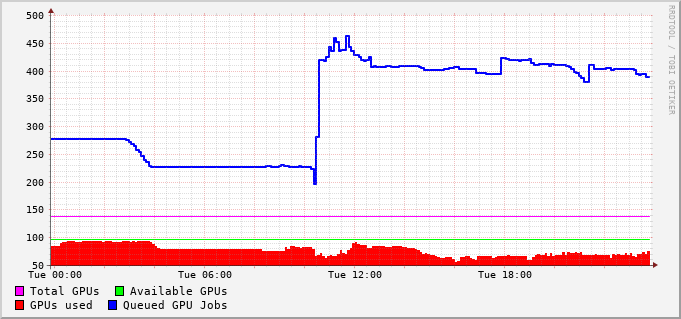 500
450
400
350
300
250
200
150
100
50
Tue 00:00 Tue 06:00 Tue 12:00 Tue 18:00
Total GPUs Available GPUs
GPUs used Queued GPU Jobs
RRDTOOL / TOBI OETIKER